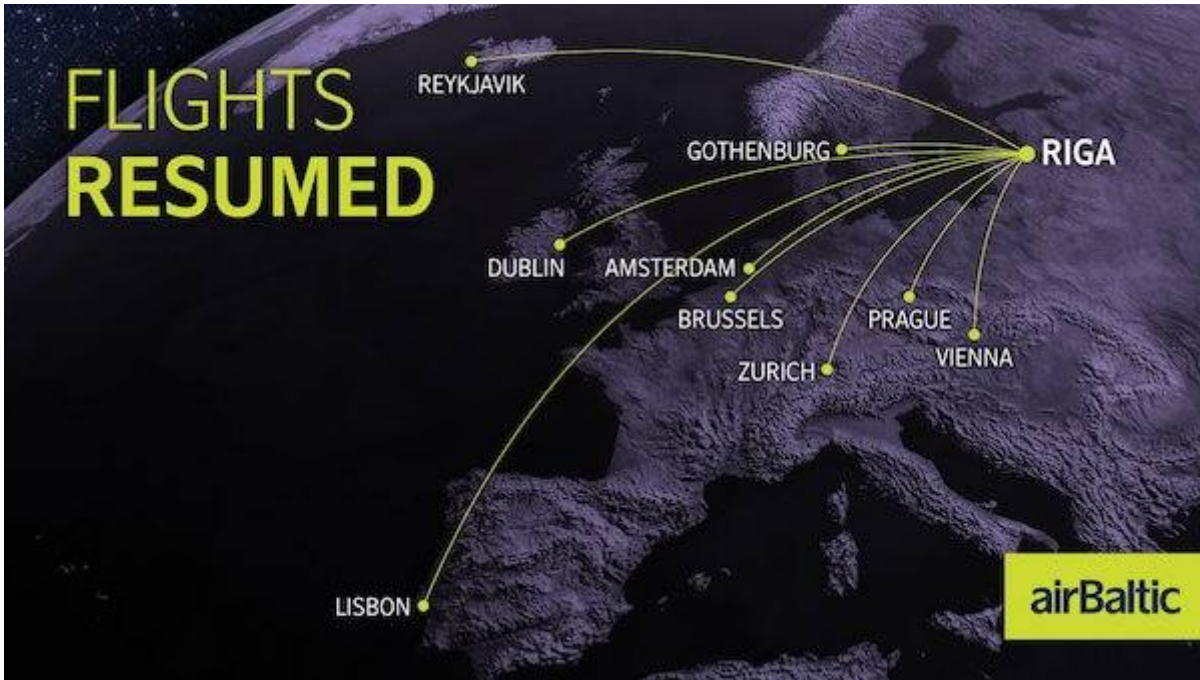 FLIGHTS
RESUMED
REYKJAVIK
GOTHENBURG
RIGA
DUBLIN
AMSTERDAM
BRUSSELS
PRAGUE
VIENNA
ZURICH
LISBON
airBaltic